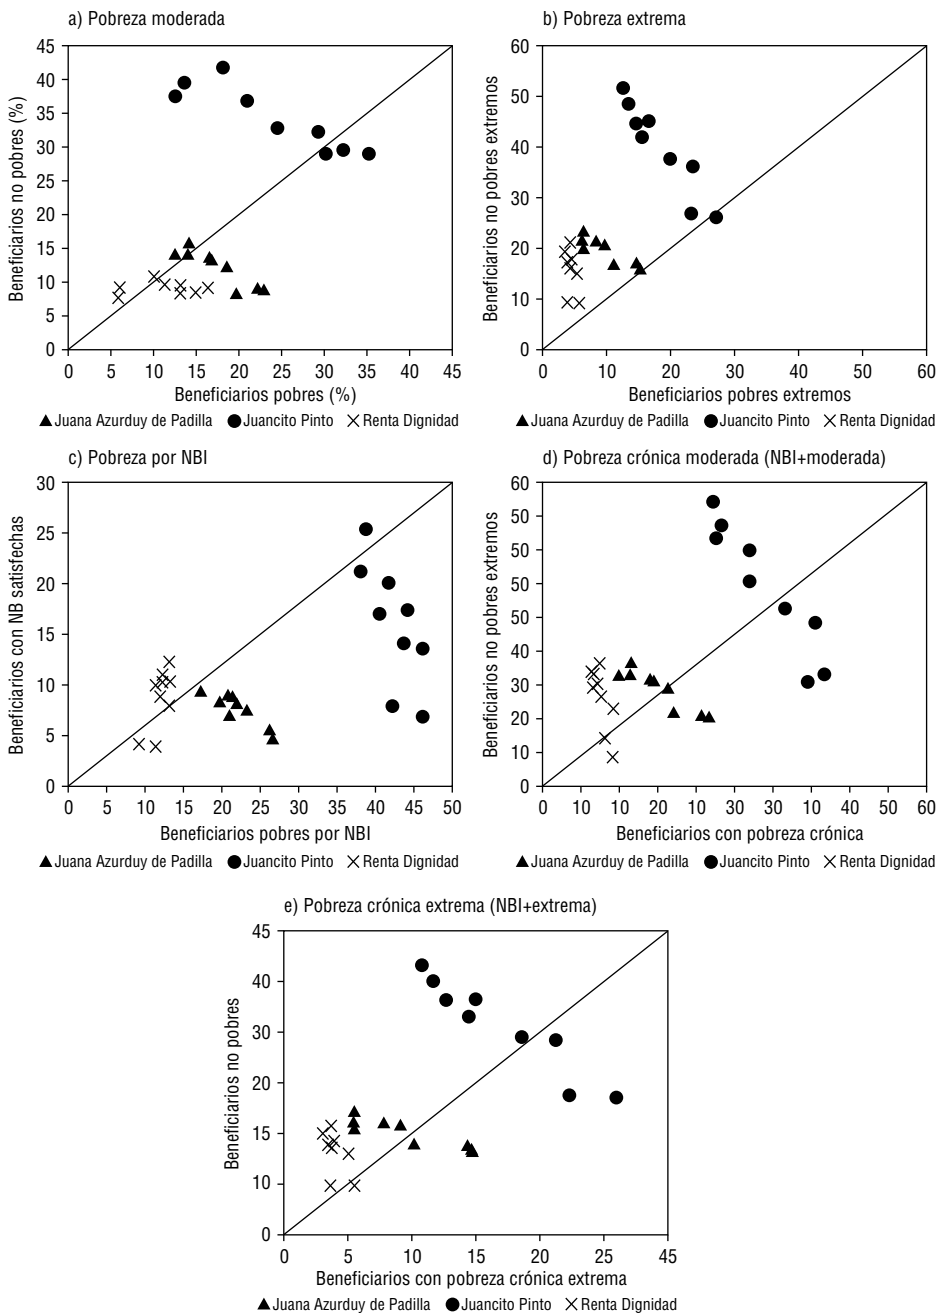 a) Pobreza moderada
Beneficiarios no pobres (%)
45
40
35
30
25
20
15
10
5
0
0 5 10 15 20 25 30 35 40 45
Beneficiarios pobres (%)
Juana Azurduy de Padilla Juancito Pinto Renta Dignidad
b) Pobreza extrema
Beneficiarios no pobres extremos
60
50
40
30
20
10
0
0 10 20 30 40 50 60
Beneficiarios pobres extremos
Juana Azurduy de Padilla Juancito Pinto Renta Dignidad
c) Pobreza por NBI
Beneficiarios con NB satisfechas
30
25
20
15
10
5
0
0 5 10 15 20 25 30 35 40 45 50
Beneficiarios pobres por NBI
Juana Azurduy de Padilla Juancito Pinto Renta Dignidad
d) Pobreza crónica moderada (NBI+moderada)
Beneficiarios no pobres extremos
60
50
50
50
40
30
20
10
0
0 10 10 20 30 30 10 40 60
Beneficiarios con pobreza crónica
Juana Azurduy de Padilla Juancito Pinto Renta Dignidad
e) Pobreza crónica extrema (NBI+extrema)
Beneficiarios no pobres
45
40
30
20
15
10
0
0 5 10 15 20 25 45
Beneficiarios con pobreza crónica extrema
Juana Azurduy de Padilla Juancito Pinto Renta Dignidad